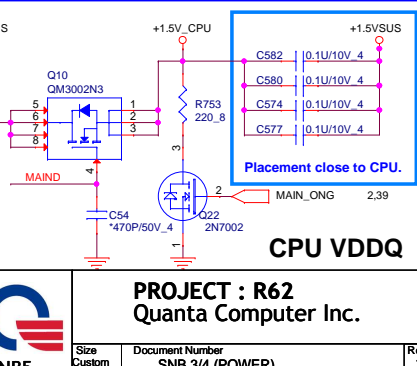 S
+1.5V_CPU
+1.5VSUS
C582
0.1U/10V_4
C580
0.1U/10V_4
C574
0.1U/10V_4
C577
0.1U/10V_4
Placement close to CPU.
Q10
QM3002N3
5
6
7
8
1
2
3
4
R753
220_8
MAIND
C54
*470P/50V_4
3
2
1
Q22
2N7002
MAIN_ONG
2,39
CPU VDDQ
PROJECT : R62
Quanta Computer Inc.
Size
Custom
Document Number
SNB 3/4 (POWER)